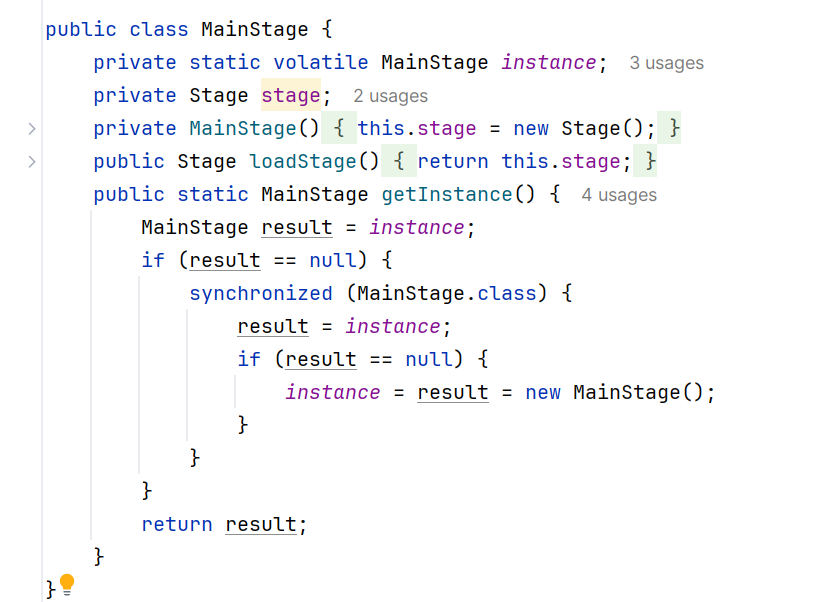 public class MainStage {
    private static volatile MainStage instance;  3 usages
    private Stage stage;  2 usages
    private MainStage() { this.stage = new Stage(); }
    public Stage loadStage() { return this.stage; }
    public static MainStage getInstance() {  4 usages
        MainStage result = instance;
        if (result == null) {
            synchronized (MainStage.class) {
                result = instance;
                if (result == null) {
                    instance = result = new MainStage();
                }
            }
        }
        return result;
    }
}